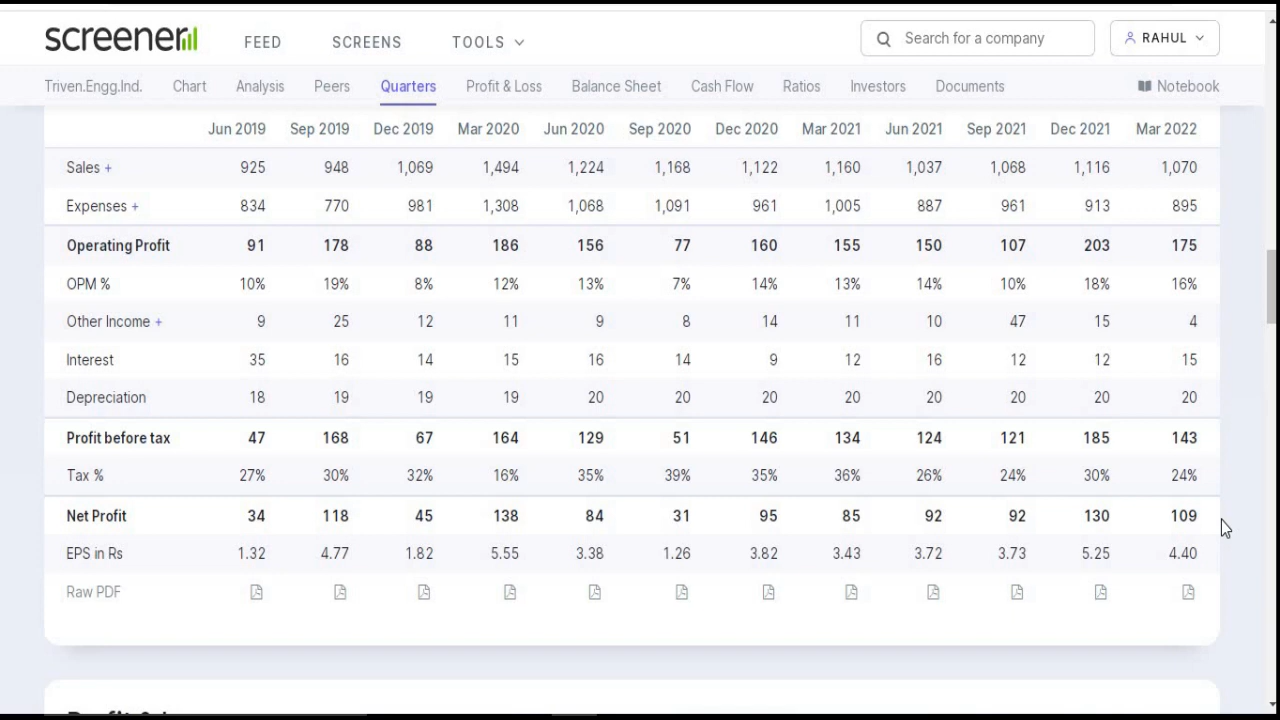 screener
FEED SCREENS TOOLS
Search for a company
RAHUL
Triven.Engg.Ind. Chart Analysis Peers Quarters Profit & Loss Balance Sheet Cash Flow Ratios Investors Documents Notebook
Jun 2019 Sep 2019 Dec 2019 Mar 2020 Jun 2020 Sep 2020 Dec 2020 Mar 2021 Jun 2021 Sep 2021 Dec 2021 Mar 2022
Sales + 925 948 1,069 1,494 1,224 1,168 1,122 1,160 1,037 1,068 1,116 1,070
Expenses + 834 770 981 1,308 1,068 1,091 961 1,005 887 961 913 895
Operating Profit 91 178 88 186 156 77 160 155 150 107 203 175
OPM % 10% 19% 8% 12% 13% 7% 14% 13% 14% 10% 18% 16%
Other Income + 9 25 12 11 9 8 14 11 10 47 15 4
Interest 35 16 14 15 16 14 9 12 16 12 12 15
Depreciation 18 19 19 19 20 20 20 20 20 20 20 20
Profit before tax 47 168 67 164 129 51 146 134 124 121 185 143
Tax % 27% 30% 32% 16% 35% 39% 35% 36% 26% 24% 30% 24%
Net Profit 34 118 45 138 84 31 95 85 92 92 130 109
EPS in Rs 1.32 4.77 1.82 5.55 3.38 1.26 3.82 3.43 3.72 3.73 5.25 4.40
Raw PDF